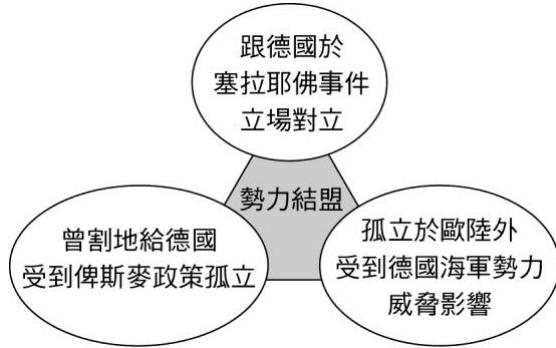 跟德國於
塞拉耶佛事件
立場對立
勢力結盟
曾割地給德國
受到俾斯麥政策孤立
孤立於歐陸外
受到德國海軍勢力
威脅影響